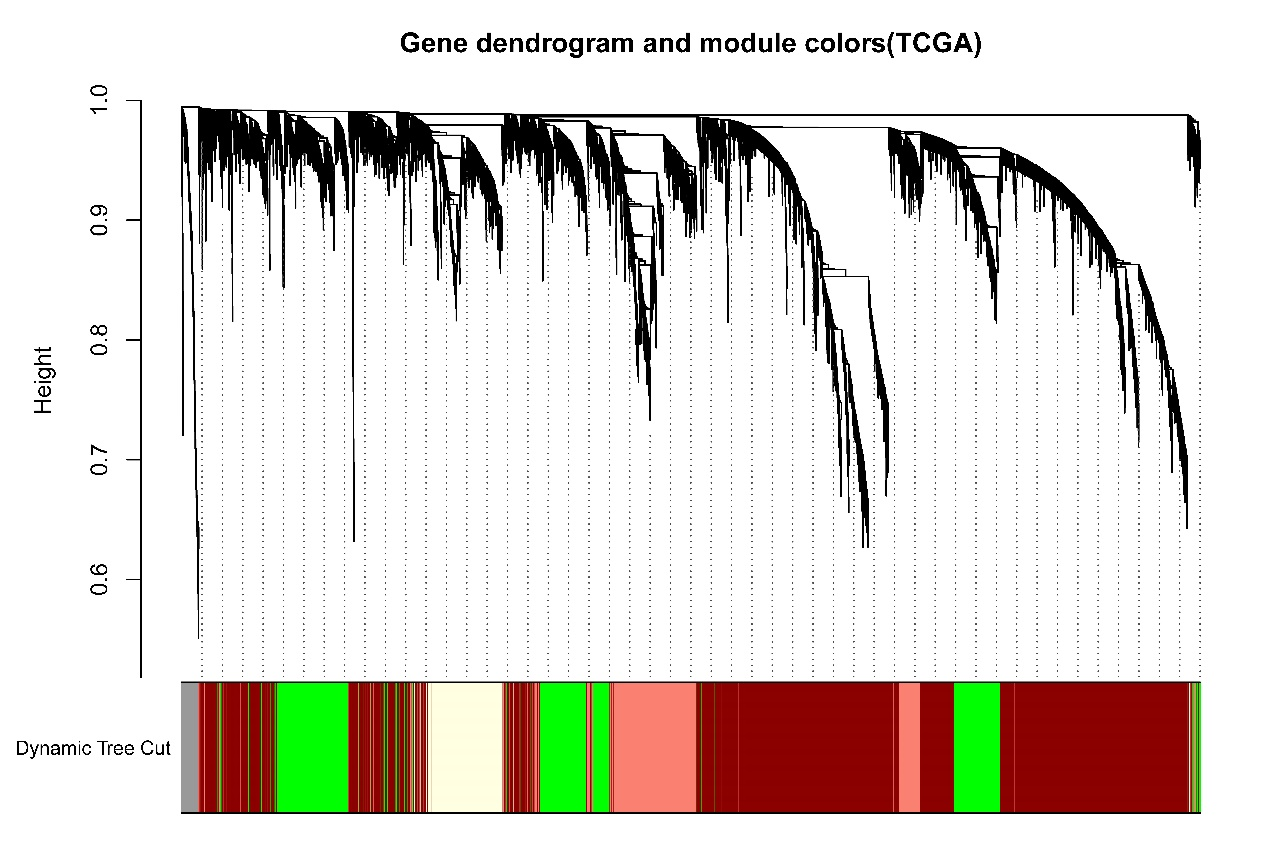 Gene dendrogram and module colors(TCGA)
1.0
0.9
0.8
0.7
0.6
Height
Dynamic Tree Cut